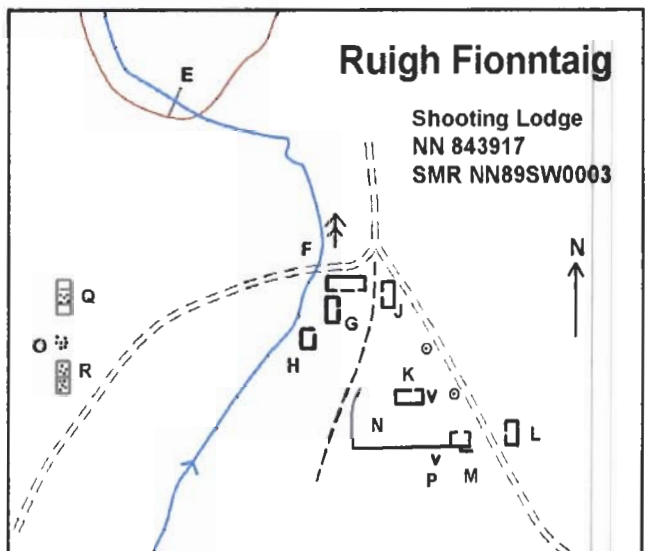 Ruigh Fionntaig
Shooting Lodge
NN 843917
SMR NN89SW0003
E
F
N
Q
G
J
O
H
R
K
V
N
L
V
P
M